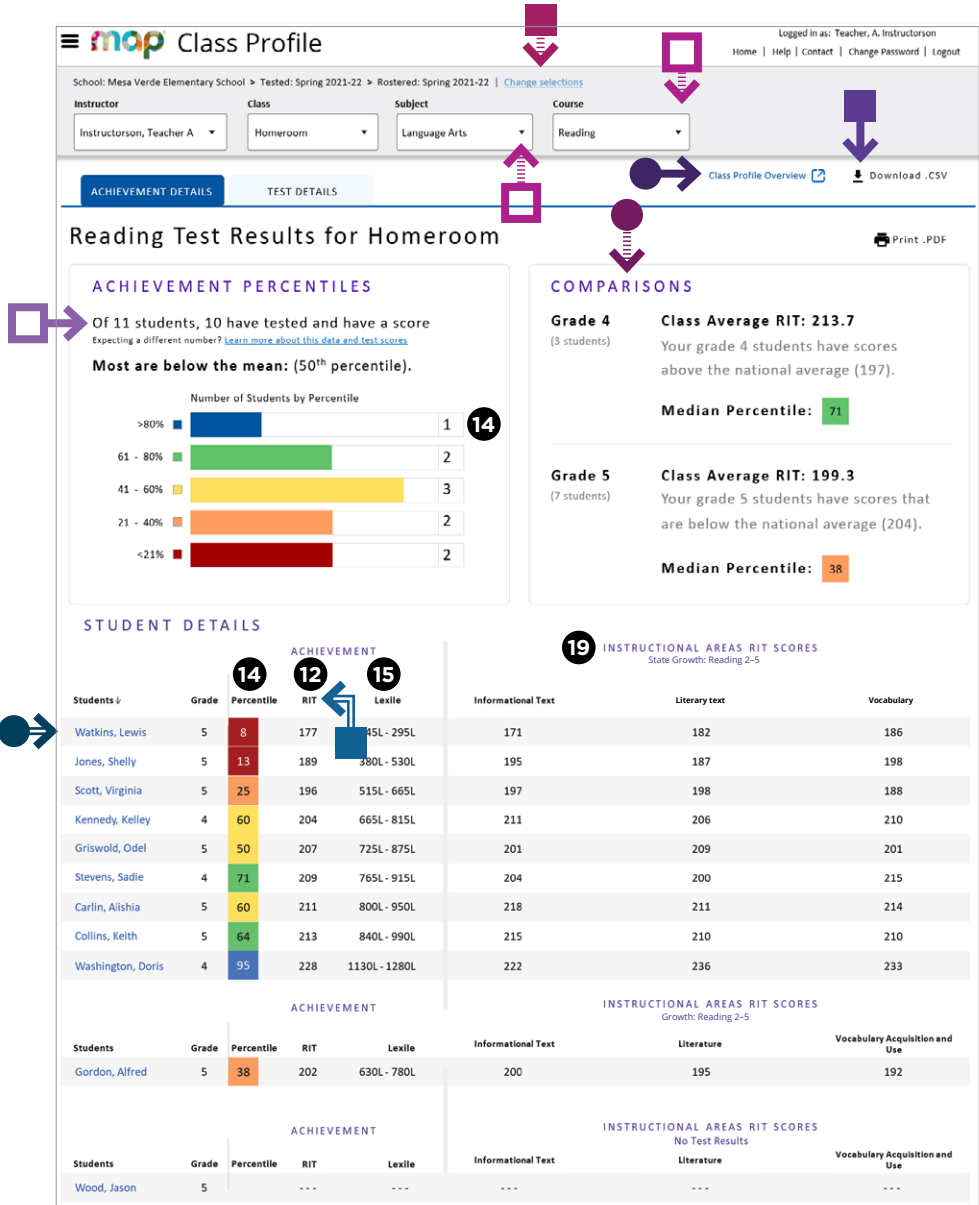 map Class Profile
Logged in as: Teacher, A. Instructorson
Home | Help | Contact | Change Password | Logout
School: Mesa Verde Elementary School > Tested: Spring 2021-22 > Rostered: Spring 2021-22 | Change selections
Instructor Class Subject Course
Instructorson, Teacher A Homeroom Language Arts Reading
Class Profile Overview Download .CSV
ACHIEVEMENT DETAILS TEST DETAILS
Reading Test Results for Homeroom
Print .PDF
ACHIEVEMENT PERCENTILES
Of 11 students, 10 have tested and have a score
Expecting a different number? Learn more about this data and test scores
Most are below the mean: (50th percentile).
Number of Students by Percentile
>80% 1 14
61 - 80% 2
41 - 60% 3
21 - 40% 2
<21% 2
COMPARISONS
Grade 4 Class Average RIT: 213.7
(3 students) Your grade 4 students have scores
above the national average (197).
Median Percentile: 71
Grade 5 Class Average RIT: 199.3
(7 students) Your grade 5 students have scores that
are below the national average (204).
Median Percentile: 38
STUDENT DETAILS
ACHIEVEMENT 19 INSTRUCTIONAL AREAS RIT SCORES
State Growth: Reading 2–5
14 12 15
Students↓ Grade Percentile RIT Lexile Informational Text Literary text Vocabulary
Watkins, Lewis 5 8 177 45L - 295L 171 182 186
Jones, Shelly 5 13 189 380L - 530L 195 187 198
Scott, Virginia 5 25 196 515L - 665L 197 198 188
Kennedy, Kelley 4 60 204 665L - 815L 211 206 210
Griswold, Odel 5 50 207 725L - 875L 201 209 201
Stevens, Sadie 4 71 209 765L - 915L 204 200 215
Carlin, Alishia 5 60 211 800L - 950L 218 211 214
Collins, Keith 5 64 213 840L - 990L 215 210 210
Washington, Doris 4 95 228 1130L - 1280L 222 236 233
ACHIEVEMENT INSTRUCTIONAL AREAS RIT SCORES
Growth: Reading 2–5
Students Grade Percentile RIT Lexile Informational Text Literature Vocabulary Acquisition and
Use
Gordon, Alfred 5 38 202 630L - 780L 200 195 192
ACHIEVEMENT INSTRUCTIONAL AREAS RIT SCORES
No Test Results
Students Grade Percentile RIT Lexile Informational Text Literature Vocabulary Acquisition and
Use
Wood, Jason 5 --- --- --- --- ---